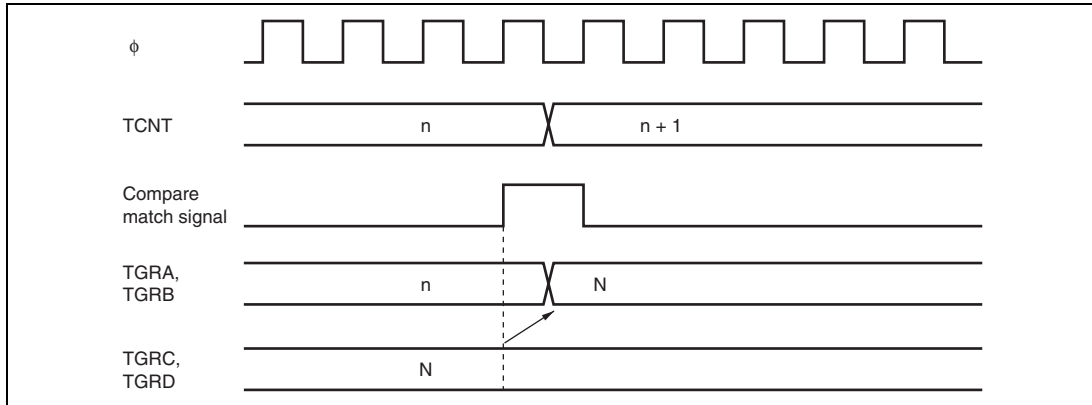 φ
TCNT
n
n + 1
Compare
match signal
TGRA,
TGRB
n
N
TGRC,
TGRD
N